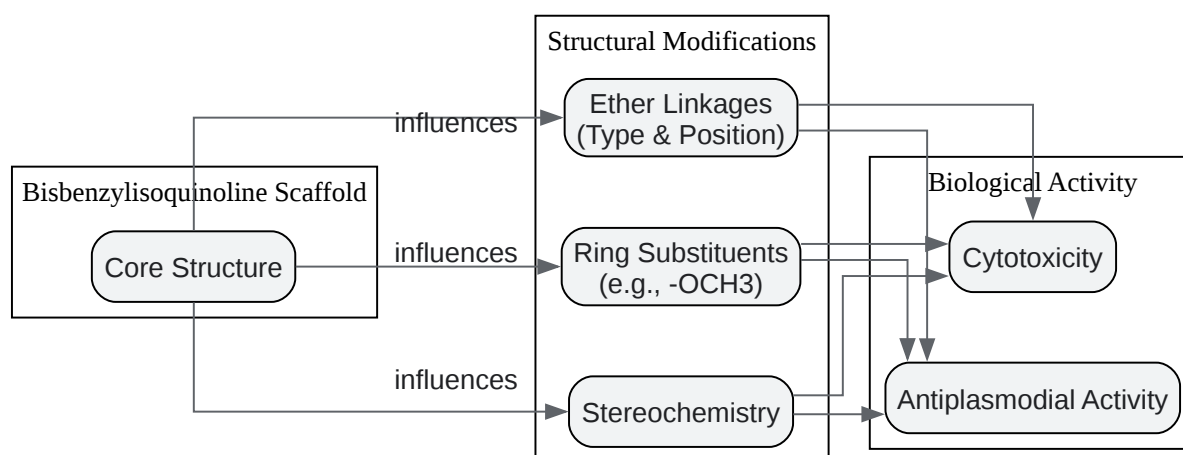 Structural Modifications
Ether Linkages
(Type & Position)
influences
Bisbenzylisoquinoline Scaffold
Biological Activity
Core Structure
influences
Ring Substituents
(e.g., -OCH3)
Cytotoxicity
influences
Stereochemistry
Antiplasmodial Activity